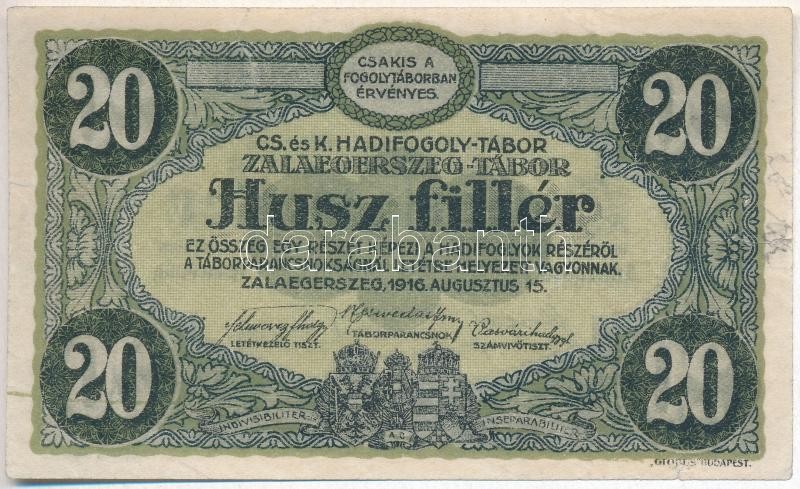 CSAKIS A
FOGOLYTÁBORBAN
ÉRVÉNYES.
20
20
CS. és K. HADIFOGOLY-TÁBOR
ZALAEGERSZEG-TÁBOR
Husz fillér
darabanth
EZ ÖSSZEG EGY RÉSZÉT KÉPEZI A HADIFOGLYOK RÉSZÉRŐL
A TÁBORPARANCSNOKSÁGNÁL LETÉTBE HELYEZETT VAGYONNAK.
ZALAEGERSZEG, 1916. AUGUSZTUS 15.
LETÉTKEZELŐ TISZT.
TÁBORPARANCSNOK
SZÁMVIVŐTISZT.
20
20
INDIVISIBILITER AC INSEPARABILITER
"GLOBUS" BUDAPEST.